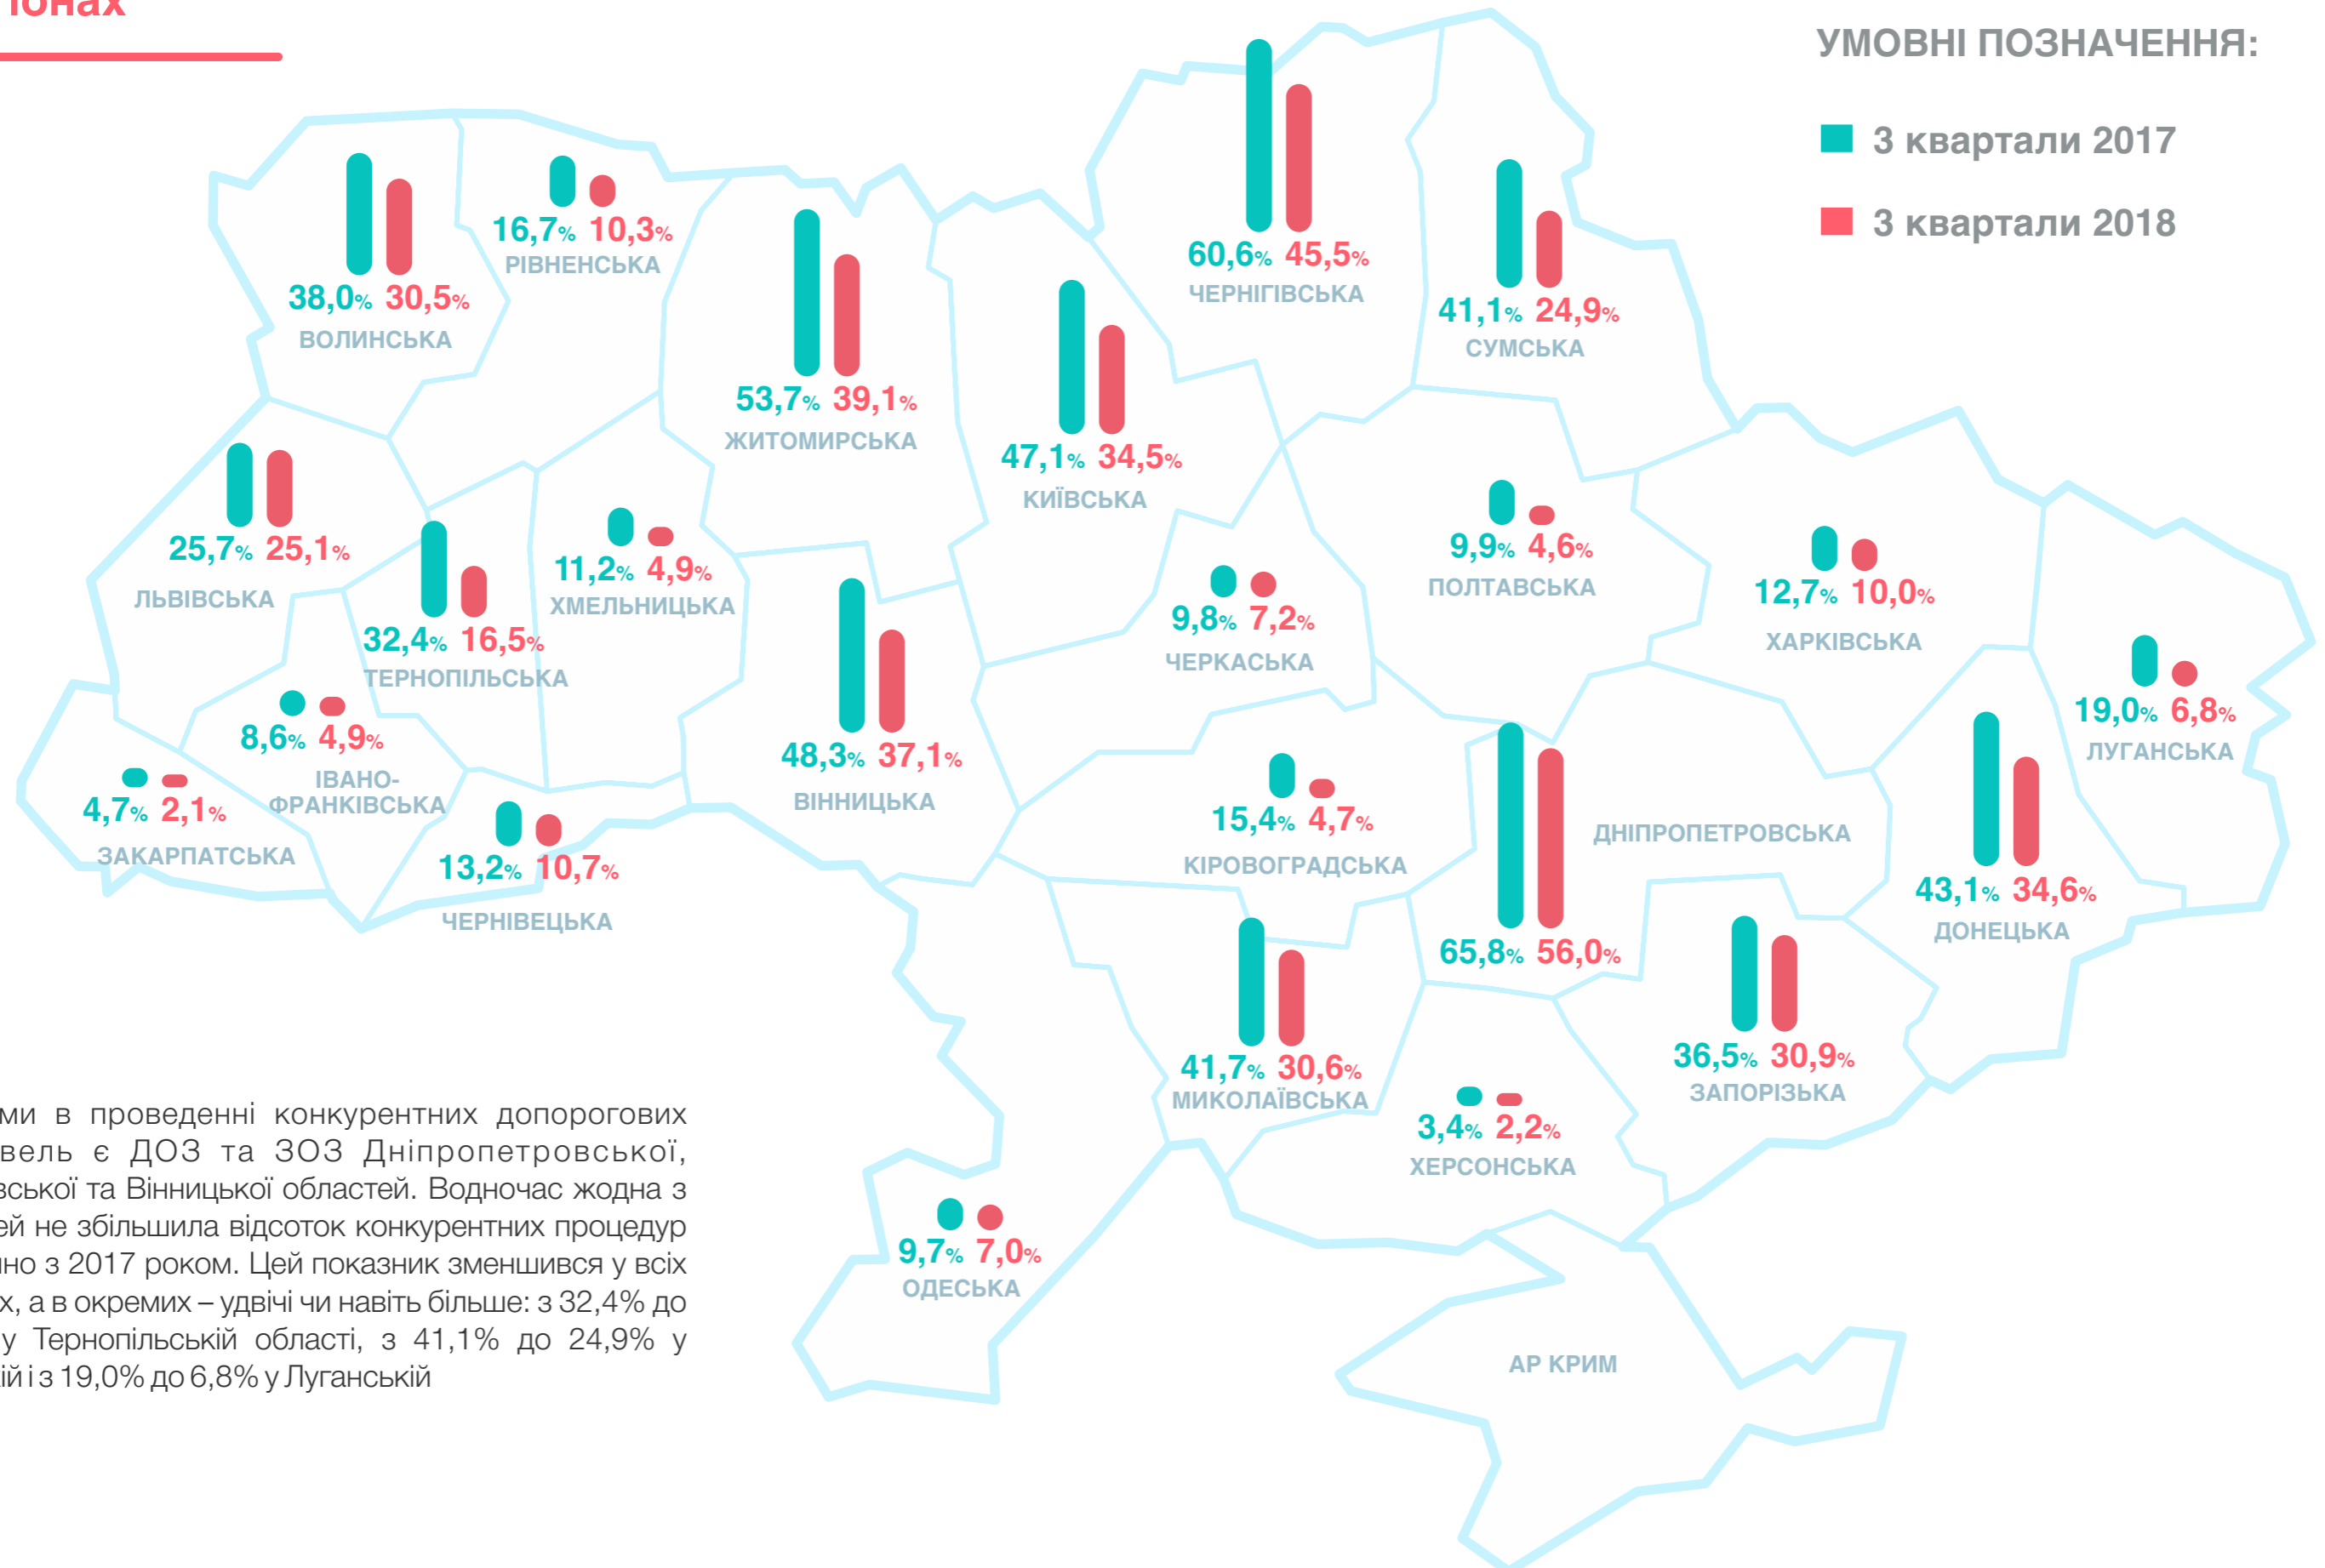 іонах
УМОВНІ ПОЗНАЧЕННЯ:
3 квартали 2017
3 квартали 2018
60,6% 45,5%
ЧЕРНІГІВСЬКА
16,7% 10,3%
РІВНЕНСЬКА
38,0% 30,5%
ВОЛИНСЬКА
41,1% 24,9%
СУМСЬКА
53,7% 39,1%
ЖИТОМИРСЬКА
47,1% 34,5%
КИЇВСЬКА
25,7% 25,1%
ЛЬВІВСЬКА
32,4% 16,5%
ТЕРНОПІЛЬСЬКА
11,2% 4,9%
ХМЕЛЬНИЦЬКА
9,9% 4,6%
ПОЛТАВСЬКА
12,7% 10,0%
ХАРКІВСЬКА
9,8% 7,2%
ЧЕРКАСЬКА
19,0% 6,8%
ЛУГАНСЬКА
8,6% 4,9%
ІВАНО-
ФРАНКІВСЬКА
48,3% 37,1%
ВІННИЦЬКА
4,7% 2,1%
ЗАКАРПАТСЬКА
13,2% 10,7%
ЧЕРНІВЕЦЬКА
15,4% 4,7%
КІРОВОГРАДСЬКА
ДНІПРОПЕТРОВСЬКА
65,8% 56,0%
43,1% 34,6%
ДОНЕЦЬКА
41,7% 30,6%
МИКОЛАЇВСЬКА
36,5% 30,9%
ЗАПОРІЗЬКА
3,4% 2,2%
ХЕРСОНСЬКА
9,7% 7,0%
ОДЕСЬКА
АР КРИМ
ми в проведенні конкурентних допорогових
вель є ДОЗ та ЗОЗ Дніпропетровської,
вської та Вінницької областей. Водночас жодна з
ей не збільшила відсоток конкурентних процедур
но з 2017 роком. Цей показник зменшився у всіх
х, а в окремих – удвічі чи навіть більше: з 32,4% до
у Тернопільській області, з 41,1% до 24,9% у
ій і з 19,0% до 6,8% у Луганській